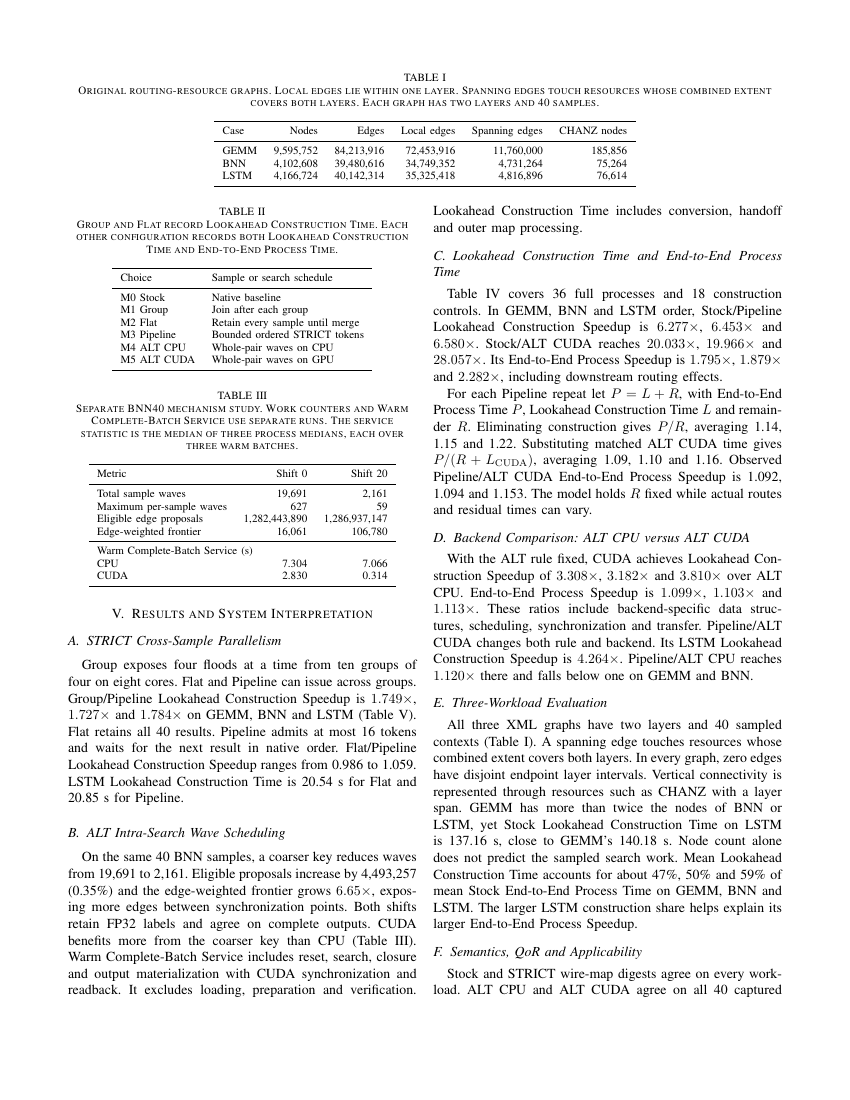 TABLE I
ORIGINAL ROUTING-RESOURCE GRAPHS. LOCAL EDGES LIE WITHIN ONE LAYER. SPANNING EDGES TOUCH RESOURCES WHOSE COMBINED EXTENT
COVERS BOTH LAYERS. EACH GRAPH HAS TWO LAYERS AND 40 SAMPLES.
Case Nodes Edges Local edges Spanning edges CHANZ nodes
GEMM 9,595,752 84,213,916 72,453,916 11,760,000 185,856
BNN 4,102,608 39,480,616 34,749,352 4,731,264 75,264
LSTM 4,166,724 40,142,314 35,325,418 4,816,896 76,614
TABLE II
GROUP AND FLAT RECORD LOOKAHEAD CONSTRUCTION TIME. EACH
OTHER CONFIGURATION RECORDS BOTH LOOKAHEAD CONSTRUCTION
TIME AND END-TO-END PROCESS TIME.
Choice Sample or search schedule
M0 Stock Native baseline
M1 Group Join after each group
M2 Flat Retain every sample until merge
M3 Pipeline Bounded ordered STRICT tokens
M4 ALT CPU Whole-pair waves on CPU
M5 ALT CUDA Whole-pair waves on GPU
TABLE III
SEPARATE BNN40 MECHANISM STUDY. WORK COUNTERS AND WARM
COMPLETE-BATCH SERVICE USE SEPARATE RUNS. THE SERVICE
STATISTIC IS THE MEDIAN OF THREE PROCESS MEDIANS, EACH OVER
THREE WARM BATCHES.
Metric Shift 0 Shift 20
Total sample waves 19,691 2,161
Maximum per-sample waves 627 59
Eligible edge proposals 1,282,443,890 1,286,937,147
Edge-weighted frontier 16,061 106,780
Warm Complete-Batch Service (s)
CPU 7.304 7.066
CUDA 2.830 0.314
V. RESULTS AND SYSTEM INTERPRETATION
A. STRICT Cross-Sample Parallelism
Group exposes four floods at a time from ten groups of
four on eight cores. Flat and Pipeline can issue across groups.
Group/Pipeline Lookahead Construction Speedup is 1.749×,
1.727× and 1.784× on GEMM, BNN and LSTM (Table V).
Flat retains all 40 results. Pipeline admits at most 16 tokens
and waits for the next result in native order. Flat/Pipeline
Lookahead Construction Speedup ranges from 0.986 to 1.059.
LSTM Lookahead Construction Time is 20.54 s for Flat and
20.85 s for Pipeline.
B. ALT Intra-Search Wave Scheduling
On the same 40 BNN samples, a coarser key reduces waves
from 19,691 to 2,161. Eligible proposals increase by 4,493,257
(0.35%) and the edge-weighted frontier grows 6.65×, expos-
ing more edges between synchronization points. Both shifts
retain FP32 labels and agree on complete outputs. CUDA
benefits more from the coarser key than CPU (Table III).
Warm Complete-Batch Service includes reset, search, closure
and output materialization with CUDA synchronization and
readback. It excludes loading, preparation and verification.
Lookahead Construction Time includes conversion, handoff
and outer map processing.
C. Lookahead Construction Time and End-to-End Process
Time
Table IV covers 36 full processes and 18 construction
controls. In GEMM, BNN and LSTM order, Stock/Pipeline
Lookahead Construction Speedup is 6.277×, 6.453× and
6.580×. Stock/ALT CUDA reaches 20.033×, 19.966× and
28.057×. Its End-to-End Process Speedup is 1.795×, 1.879×
and 2.282×, including downstream routing effects.
For each Pipeline repeat let P = L + R, with End-to-End
Process Time P, Lookahead Construction Time L and remain-
der R. Eliminating construction gives P/R, averaging 1.14,
1.15 and 1.22. Substituting matched ALT CUDA time gives
P/(R + L_CUDA), averaging 1.09, 1.10 and 1.16. Observed
Pipeline/ALT CUDA End-to-End Process Speedup is 1.092,
1.094 and 1.153. The model holds R fixed while actual routes
and residual times can vary.
D. Backend Comparison: ALT CPU versus ALT CUDA
With the ALT rule fixed, CUDA achieves Lookahead Con-
struction Speedup of 3.308×, 3.182× and 3.810× over ALT
CPU. End-to-End Process Speedup is 1.099×, 1.103× and
1.113×. These ratios include backend-specific data struc-
tures, scheduling, synchronization and transfer. Pipeline/ALT
CUDA changes both rule and backend. Its LSTM Lookahead
Construction Speedup is 4.264×. Pipeline/ALT CPU reaches
1.120× there and falls below one on GEMM and BNN.
E. Three-Workload Evaluation
All three XML graphs have two layers and 40 sampled
contexts (Table I). A spanning edge touches resources whose
combined extent covers both layers. In every graph, zero edges
have disjoint endpoint layer intervals. Vertical connectivity is
represented through resources such as CHANZ with a layer
span. GEMM has more than twice the nodes of BNN or
LSTM, yet Stock Lookahead Construction Time on LSTM
is 137.16 s, close to GEMM's 140.18 s. Node count alone
does not predict the sampled search work. Mean Lookahead
Construction Time accounts for about 47%, 50% and 59% of
mean Stock End-to-End Process Time on GEMM, BNN and
LSTM. The larger LSTM construction share helps explain its
larger End-to-End Process Speedup.
F. Semantics, QoR and Applicability
Stock and STRICT wire-map digests agree on every work-
load. ALT CPU and ALT CUDA agree on all 40 captured